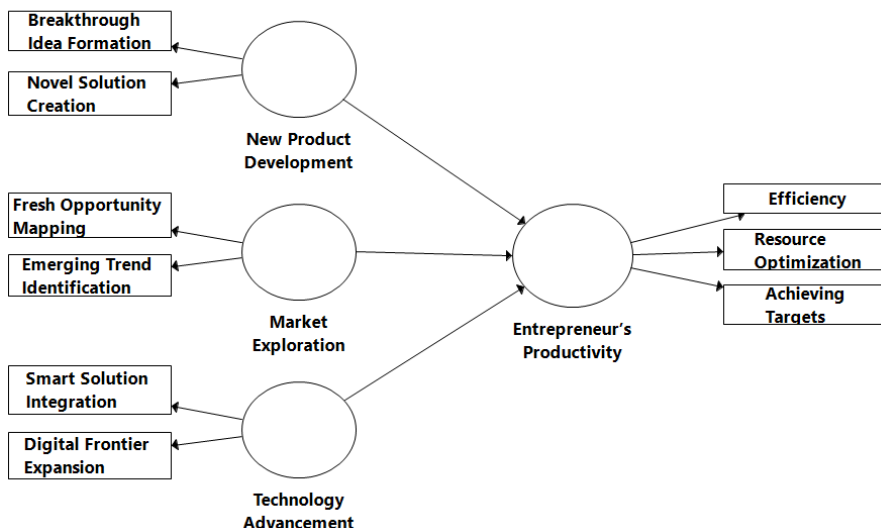 Breakthrough
Idea Formation
Novel Solution
Creation
New Product
Development
Fresh Opportunity
Mapping
Emerging Trend
Identification
Market
Exploration
Smart Solution
Integration
Digital Frontier
Expansion
Technology
Advancement
Entrepreneur’s
Productivity
Efficiency
Resource
Optimization
Achieving
Targets